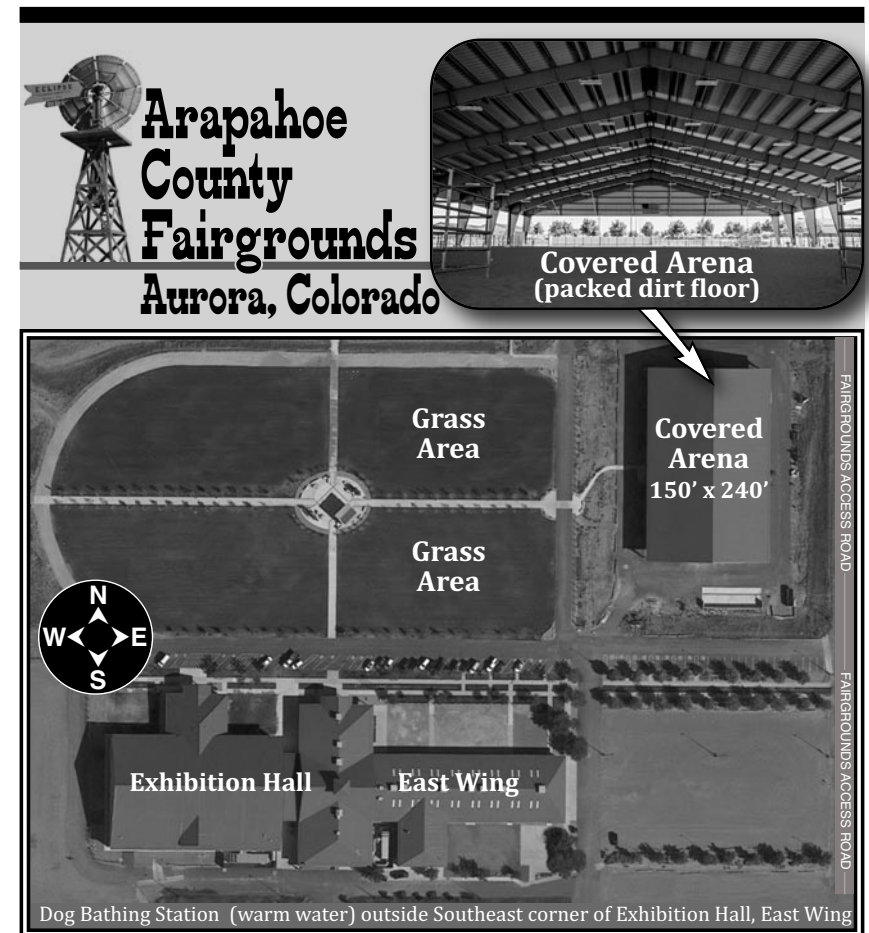 ECLIPSE
Arapahoe
County
Fairgrounds
Aurora, Colorado
Covered Arena
(packed dirt floor)
Grass
Area
Covered
Arena
150’ x 240’
FAIRGROUNDS ACCESS ROAD
Grass
Area
N
W E
S
FAIRGROUNDS ACCESS ROAD
Exhibition Hall
East Wing
Dog Bathing Station (warm water) outside Southeast corner of Exhibition Hall, East Wing